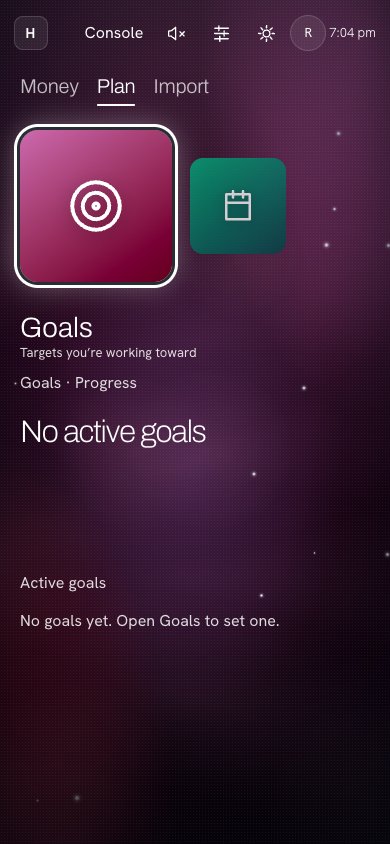 H
Console
R
7:04 pm
Money Plan Import
Goals
Targets you’re working toward
· Goals · Progress
No active goals
Active goals
No goals yet. Open Goals to set one.